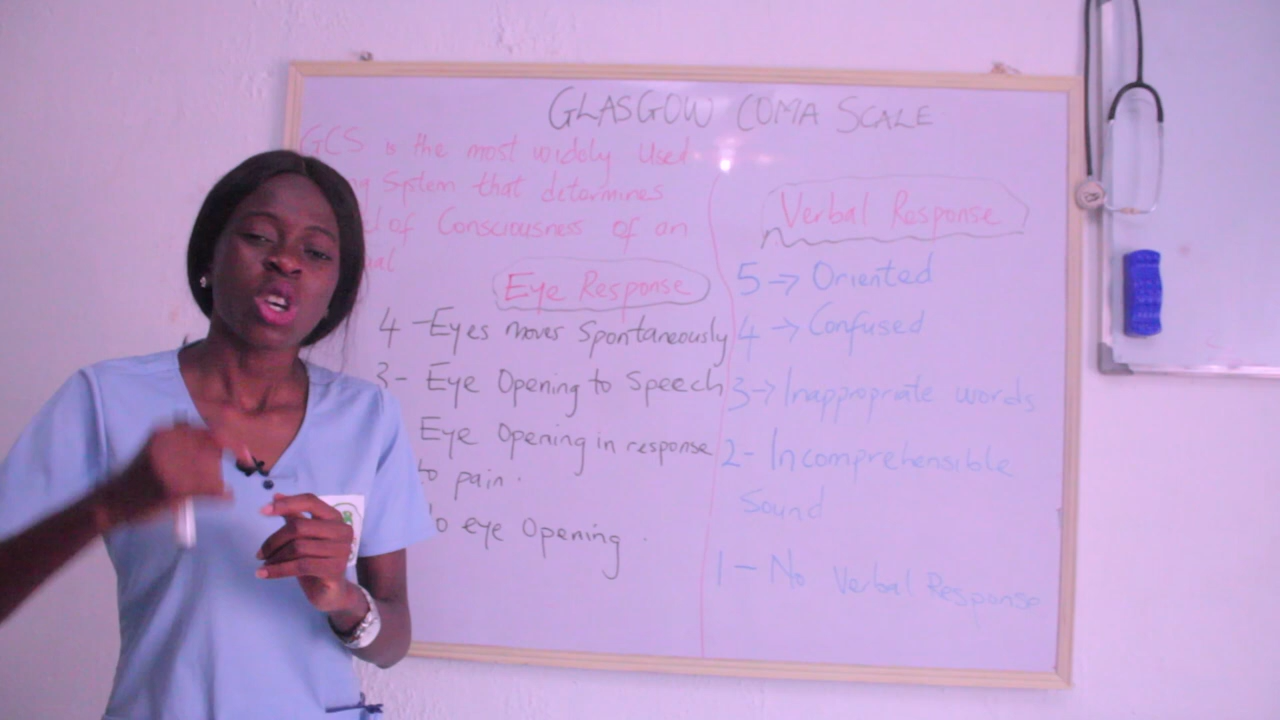 GLASGOW COMA SCALE
GCS is the most widely Used
System that determines
of Consciousness of an
Eye Response
4 - Eyes moves Spontaneously
3- Eye Opening to Speech
Eye Opening in response
to pain.
eye Opening.
Verbal Response
5 → Oriented
4 → Confused
3 → Inappropriate words
2- Incomprehensible
Sound
1 - No Verbal Response